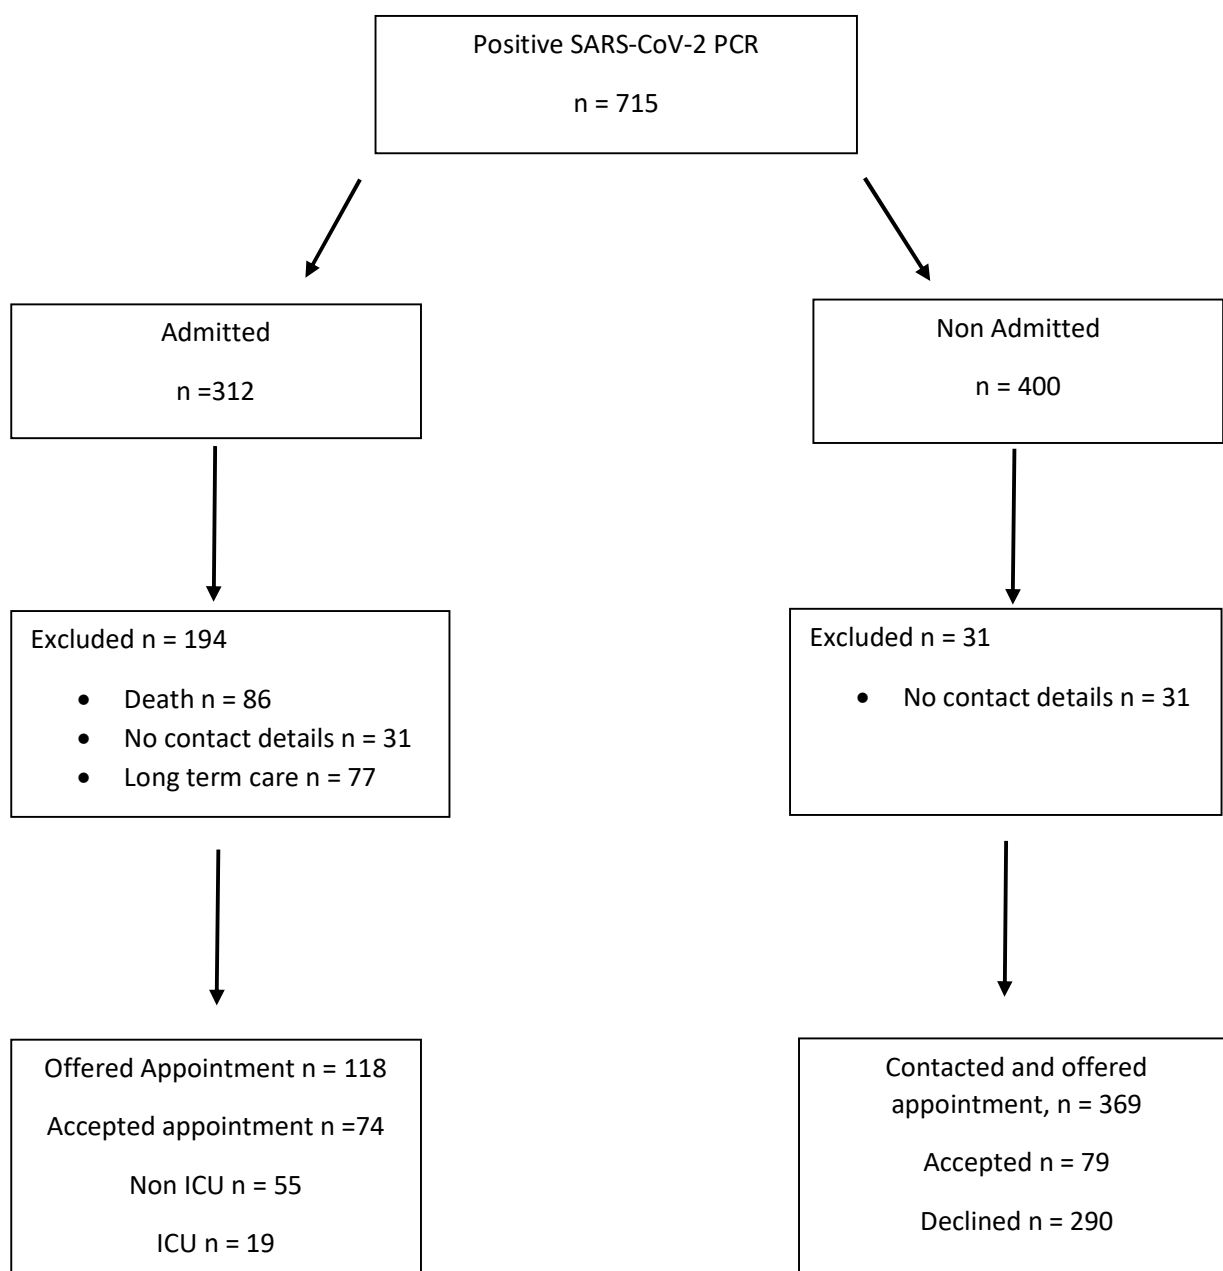 Positive SARS-CoV-2 PCR
n = 715
Admitted
n =312
Non Admitted
n = 400
Excluded n = 194
• Death n = 86
• No contact details n = 31
• Long term care n = 77
Excluded n = 31
• No contact details n = 31
Offered Appointment n = 118
Accepted appointment n =74
Non ICU n = 55
ICU n = 19
Contacted and offered
appointment, n = 369
Accepted n = 79
Declined n = 290